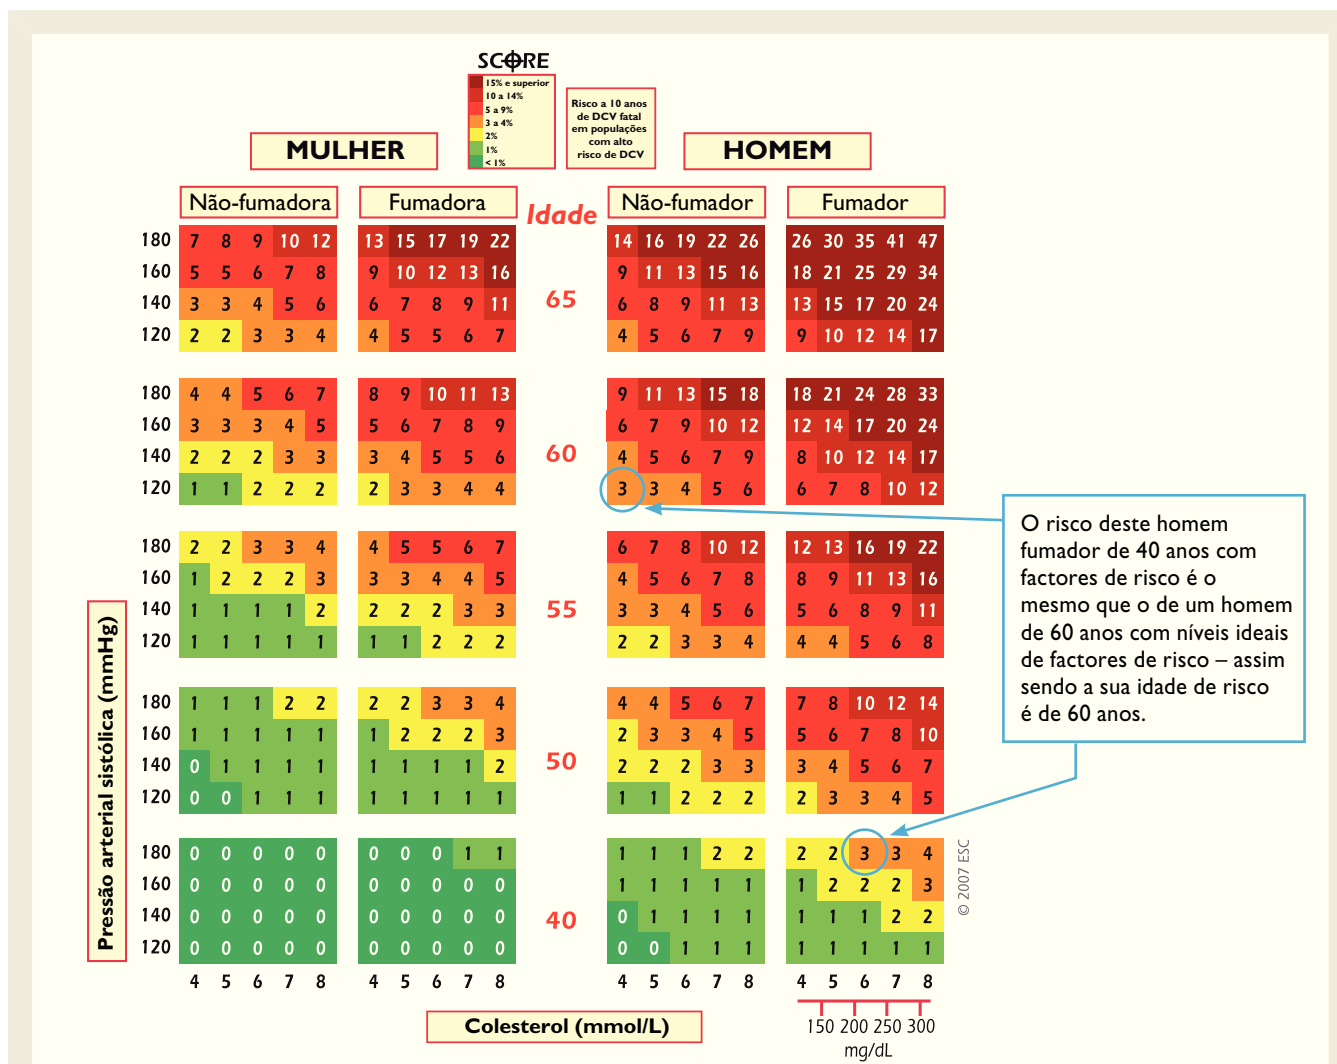 SCORE
15% e superior
10 a 14%
5 a 9%
3 a 4%
2%
1%
< 1%
Risco a 10 anos
de DCV fatal
em populações
com alto
risco de DCV
MULHER
HOMEM
Não-fumadora
Fumadora
Idade
Não-fumador
Fumador
180 7 8 9 10 12 13 15 17 19 22 14 16 19 22 26 26 30 35 41 47
160 5 5 6 7 8 9 10 12 13 16 9 11 13 15 16 18 21 25 29 34
65
140 3 3 4 5 6 6 7 8 9 11 6 8 9 11 13 13 15 17 20 24
120 2 2 3 3 4 4 5 5 6 7 4 5 6 7 9 9 10 12 14 17
180 4 4 5 6 7 8 9 10 11 13 9 11 13 15 18 18 21 24 28 33
160 3 3 3 4 5 5 6 7 8 9 6 7 9 10 12 12 14 17 20 24
60
140 2 2 2 3 3 3 4 5 5 6 4 5 6 7 9 8 10 12 14 17
120 1 1 2 2 2 2 3 3 4 4 3 3 4 5 6 6 7 8 10 12
180 2 2 3 3 4 4 5 5 6 7 6 7 8 10 12 12 13 16 19 22
160 1 2 2 2 3 3 3 4 4 5 4 5 6 7 8 8 9 11 13 16
55
140 1 1 1 1 2 2 2 2 3 3 3 3 4 5 6 5 6 8 9 11
120 1 1 1 1 1 1 1 2 2 2 2 2 3 3 4 4 4 5 6 8
180 1 1 1 2 2 2 2 3 3 4 4 4 5 6 7 7 8 10 12 14
160 1 1 1 1 1 1 2 2 2 3 2 3 3 4 5 5 6 7 8 10
50
140 0 1 1 1 1 1 1 1 1 2 2 2 2 3 3 3 4 5 6 7
120 0 0 1 1 1 1 1 1 1 1 1 1 2 2 2 2 3 3 4 5
180 0 0 0 0 0 0 0 0 1 1 1 1 1 2 2 2 2 3 3 4
160 0 0 0 0 0 0 0 0 0 0 1 1 1 1 1 1 2 2 2 3
40
140 0 0 0 0 0 0 0 0 0 0 0 1 1 1 1 1 1 1 2 2
120 0 0 0 0 0 0 0 0 0 0 0 0 1 1 1 1 1 1 1 1
4 5 6 7 8 4 5 6 7 8 4 5 6 7 8 4 5 6 7 8
150 200 250 300
mg/dL
Colesterol (mmol/L)
Pressão arterial sistólica (mmHg)
O risco deste homem
fumador de 40 anos com
factores de risco é o
mesmo que o de um homem
de 60 anos com níveis ideais
de factores de risco – assim
sendo a sua idade de risco
é de 60 anos.
© 2007 ESC